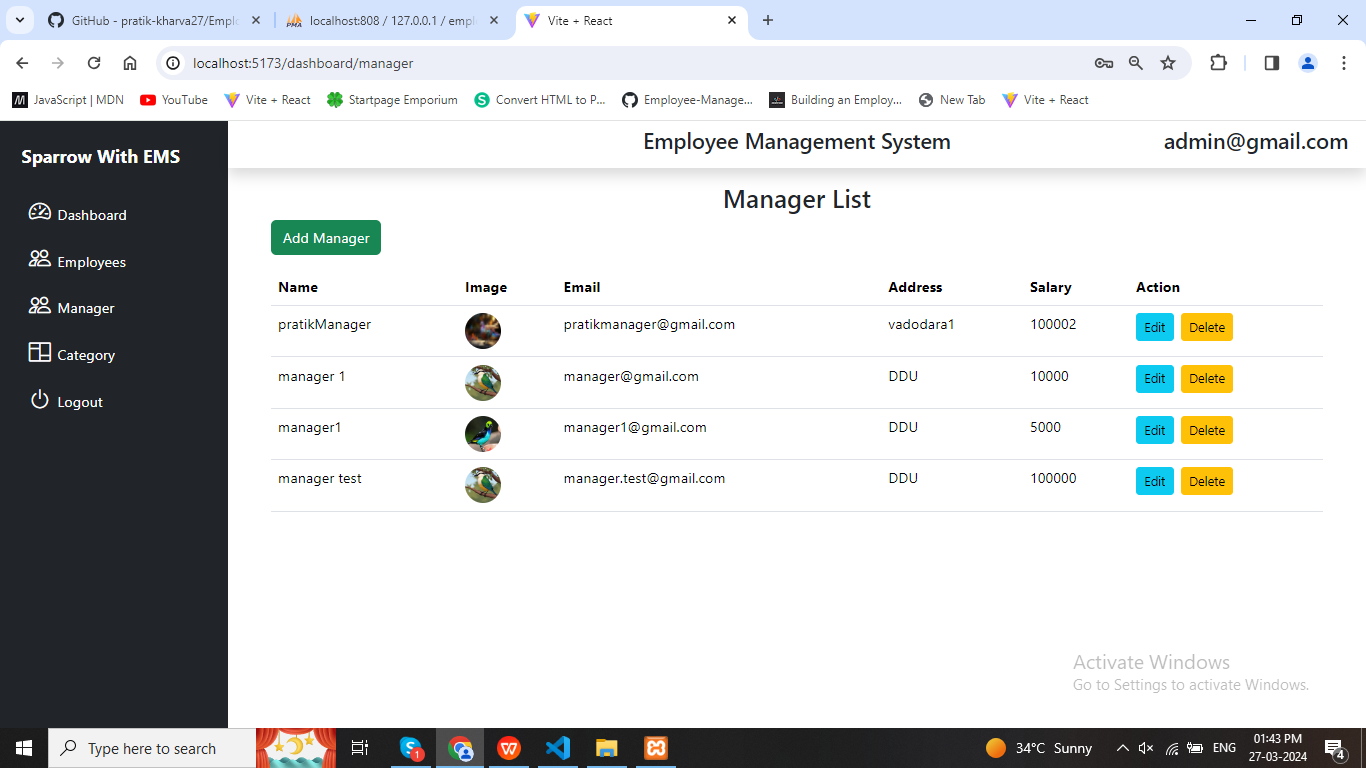 GitHub - pratik-kharva27/Emplo
localhost:808 / 127.0.0.1 / empl
Vite + React
localhost:5173/dashboard/manager
JavaScript | MDN
YouTube
Vite + React
Startpage Emporium
Convert HTML to P...
Employee-Manage...
Building an Employ...
New Tab
Vite + React
Sparrow With EMS
Employee Management System
admin@gmail.com
Dashboard
Employees
Manager
Category
Logout
Manager List
Add Manager
Name Image Email Address Salary Action
pratikManager pratikmanager@gmail.com vadodara1 100002 Edit Delete
manager 1 manager@gmail.com DDU 10000 Edit Delete
manager1 manager1@gmail.com DDU 5000 Edit Delete
manager test manager.test@gmail.com DDU 100000 Edit Delete
Activate Windows
Go to Settings to activate Windows.
Type here to search
34°C Sunny
ENG
01:43 PM
27-03-2024